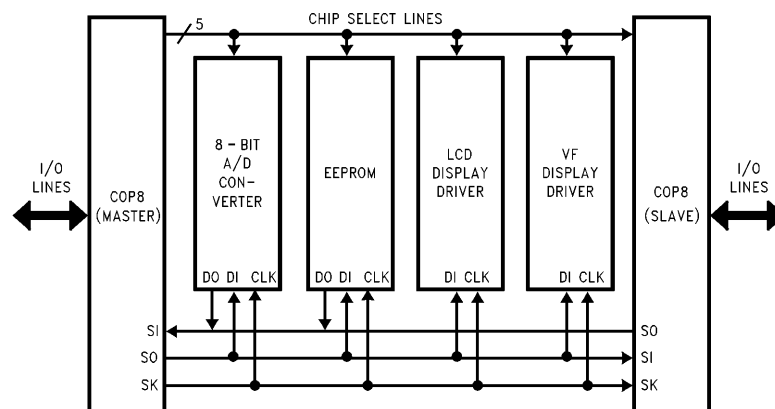 CHIP SELECT LINES
5
8-BIT
A/D
CON-
VERTER
EEPROM
LCD
DISPLAY
DRIVER
VF
DISPLAY
DRIVER
I/O
LINES
COP8
(MASTER)
COP8
(SLAVE)
I/O
LINES
DO DI CLK
DO DI CLK
DI CLK
DI CLK
SI
SO
SO
SI
SK
SK